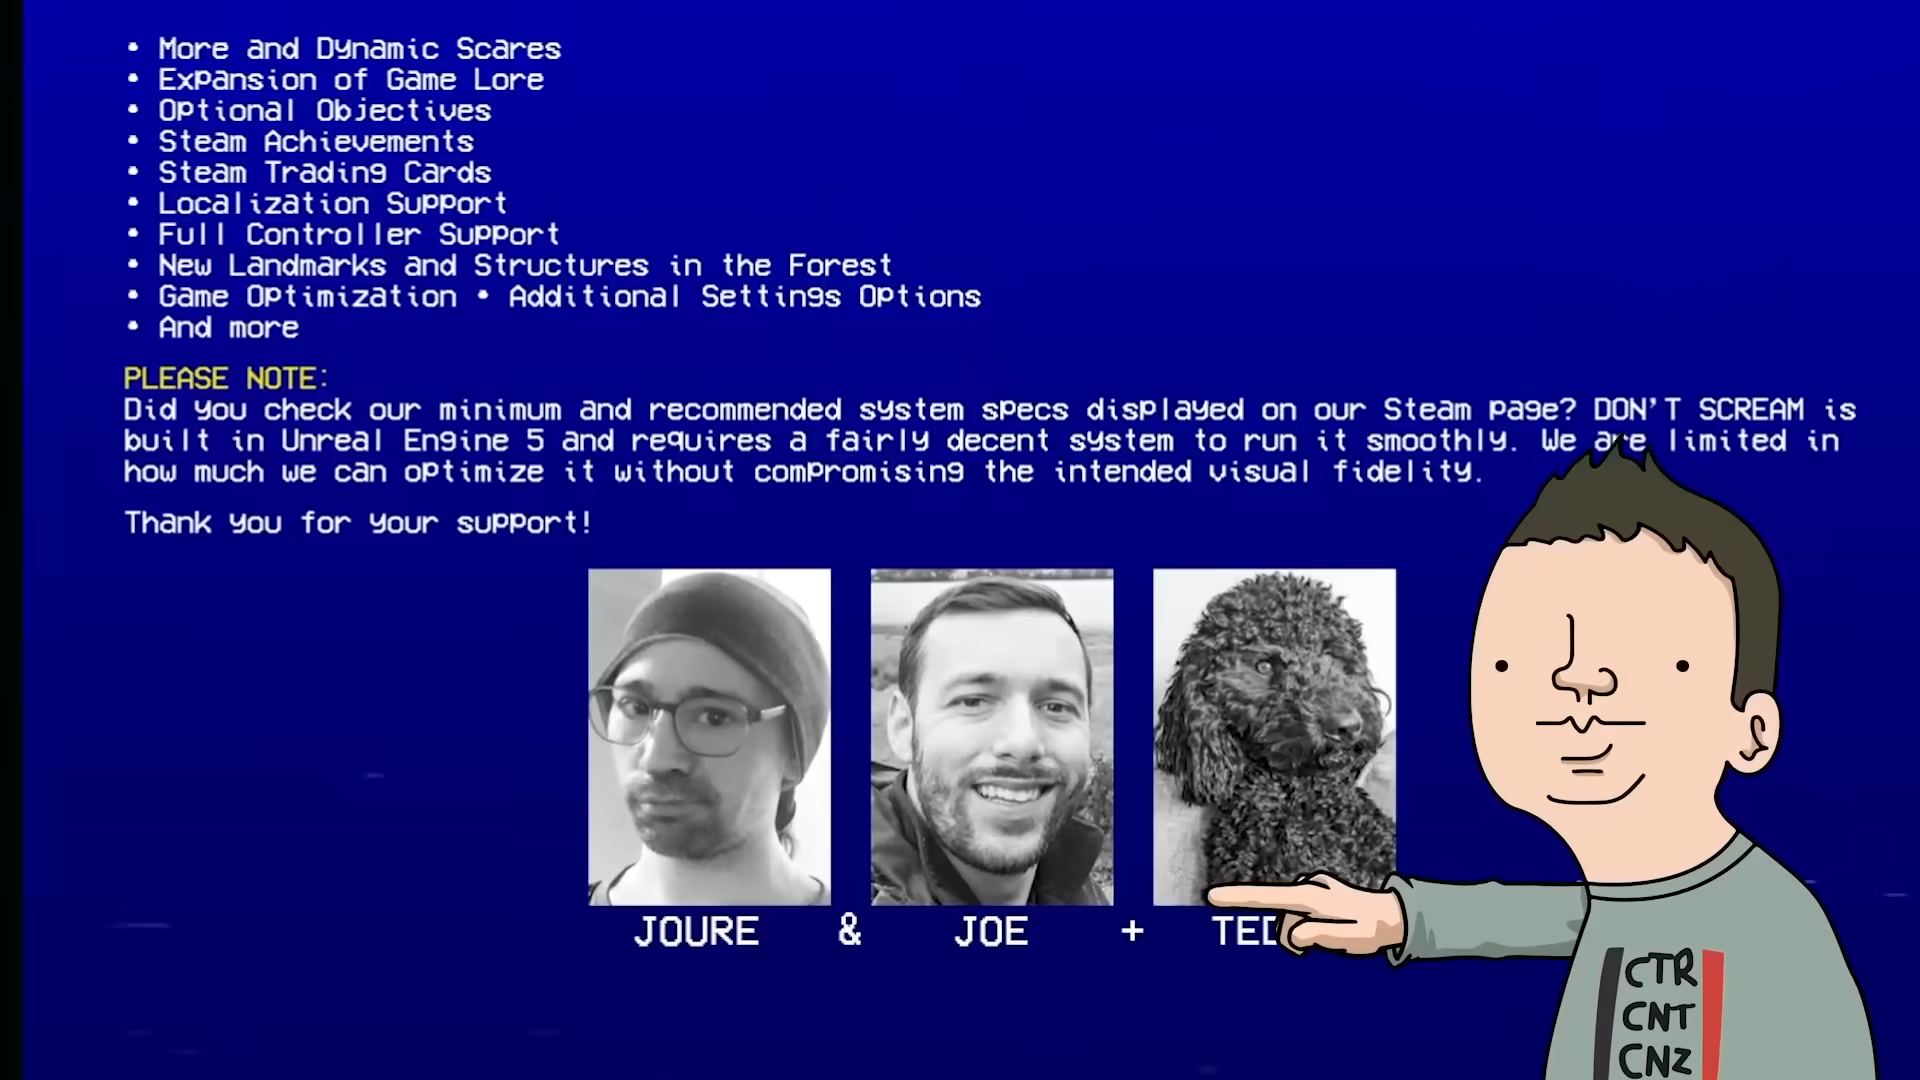 • More and Dynamic Scares
• Expansion of Game Lore
• Optional Objectives
• Steam Achievements
• Steam Trading Cards
• Localization Support
• Full Controller Support
• New Landmarks and Structures in the Forest
• Game Optimization • Additional Settings Options
• And more
PLEASE NOTE:
Did you check our minimum and recommended system specs displayed on our Steam page? DON'T SCREAM is
built in Unreal Engine 5 and requires a fairly decent system to run it smoothly. We are limited in
how much we can optimize it without compromising the intended visual fidelity.
Thank you for your support!
JOURE & JOE + TED
CTR
CNT
CNZ